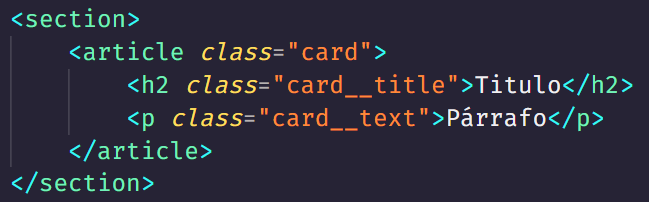 <section>
<article class="card">
<h2 class="card__title">Titulo</h2>
<p class="card__text">Párrafo</p>
</article>
</section>